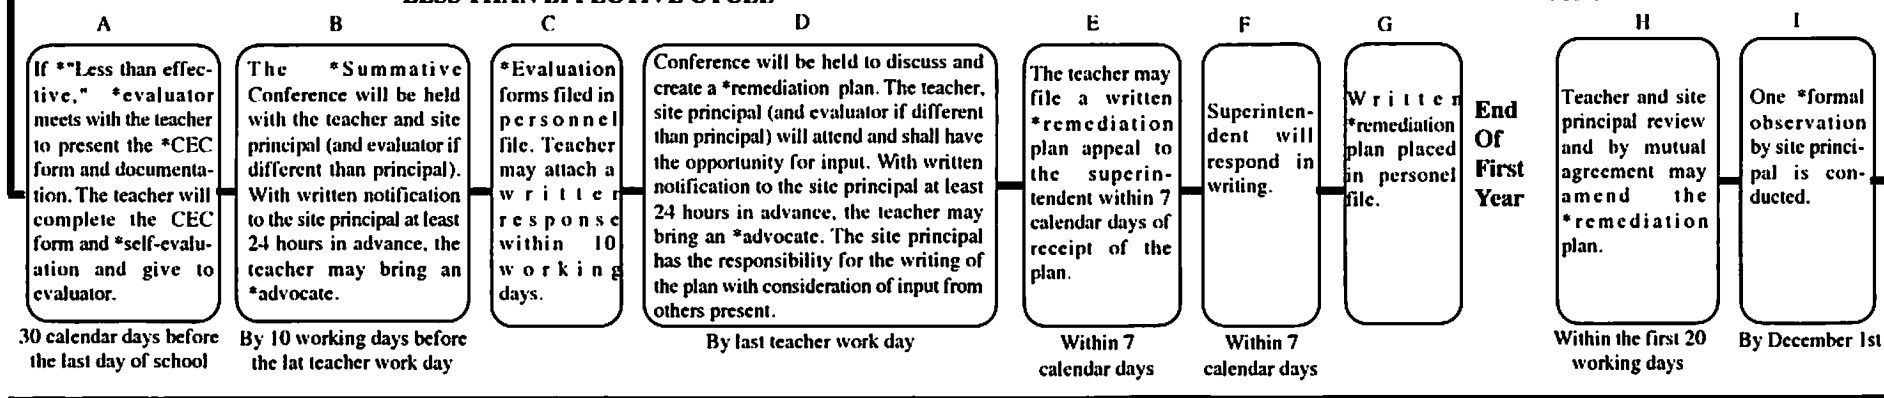 A
If *"Less than effec-
tive," *evaluator
meets with the teacher
to present the *CEC
form and documenta-
tion. The teacher will
complete the CEC
form and *self-evalu-
ation and give to
evaluator.
30 calendar days before
the last day of school
B
The *Summative
Conference will be held
with the teacher and site
principal (and evaluator if
different than principal).
With written notification
to the site principal at least
24 hours in advance, the
teacher may bring an
*advocate.
By 10 working days before
the lat teacher work day
C
*Evaluation
forms filed in
personnel
file. Teacher
may attach a
written
response
within 10
working
days.
D
Conference will be held to discuss and
create a *remediation plan. The teacher,
site principal (and evaluator if different
than principal) will attend and shall have
the opportunity for input. With written
notification to the site principal at least
24 hours in advance, the teacher may
bring an *advocate. The site principal
has the responsibility for the writing of
the plan with consideration of input from
others present.
By last teacher work day
E
The teacher may
file a written
*remediation
plan appeal to
the superin-
tendent within 7
calendar days of
receipt of the
plan.
Within 7
calendar days
F
Superinten-
dent will
respond in
writing.
Within 7
calendar days
G
Written
*remediation
plan placed
in personel
file.
End
Of
First
Year
H
Teacher and site
principal review
and by mutual
agreement may
amend the
*remediation
plan.
Within the first 20
working days
I
One *formal
observation
by site princi-
pal is con-
ducted.
By December 1st